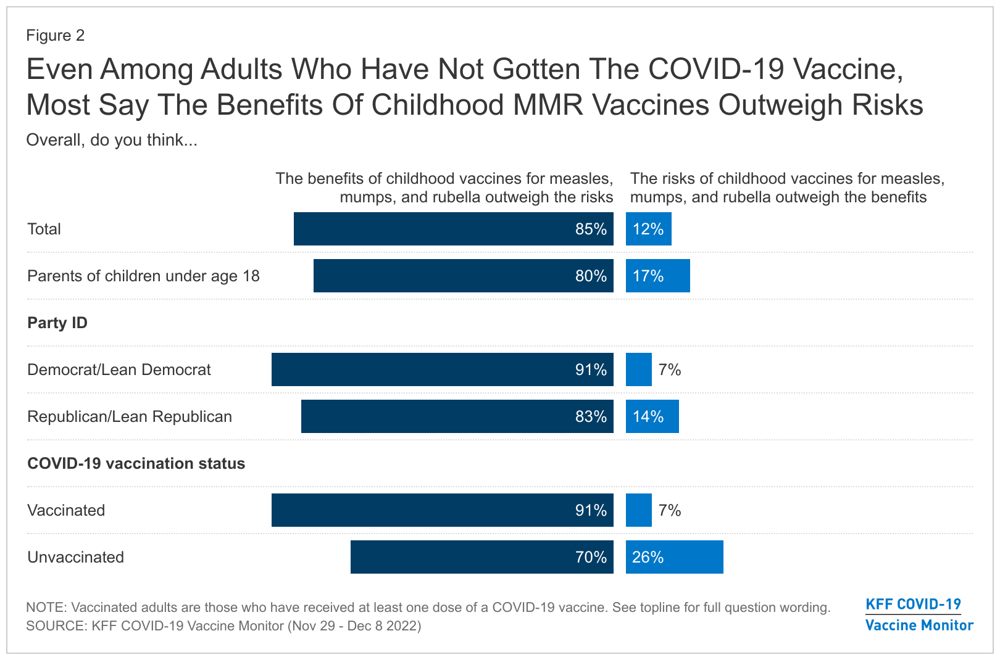 Figure 2
Even Among Adults Who Have Not Gotten The COVID-19 Vaccine,
Most Say The Benefits Of Childhood MMR Vaccines Outweigh Risks
Overall, do you think...
The benefits of childhood vaccines for measles,
mumps, and rubella outweigh the risks
The risks of childhood vaccines for measles,
mumps, and rubella outweigh the benefits
Total 85% 12%
Parents of children under age 18 80% 17%
Party ID
Democrat/Lean Democrat 91% 7%
Republican/Lean Republican 83% 14%
COVID-19 vaccination status
Vaccinated 91% 7%
Unvaccinated 70% 26%
NOTE: Vaccinated adults are those who have received at least one dose of a COVID-19 vaccine. See topline for full question wording.
SOURCE: KFF COVID-19 Vaccine Monitor (Nov 29 - Dec 8 2022)
KFF COVID-19
Vaccine Monitor